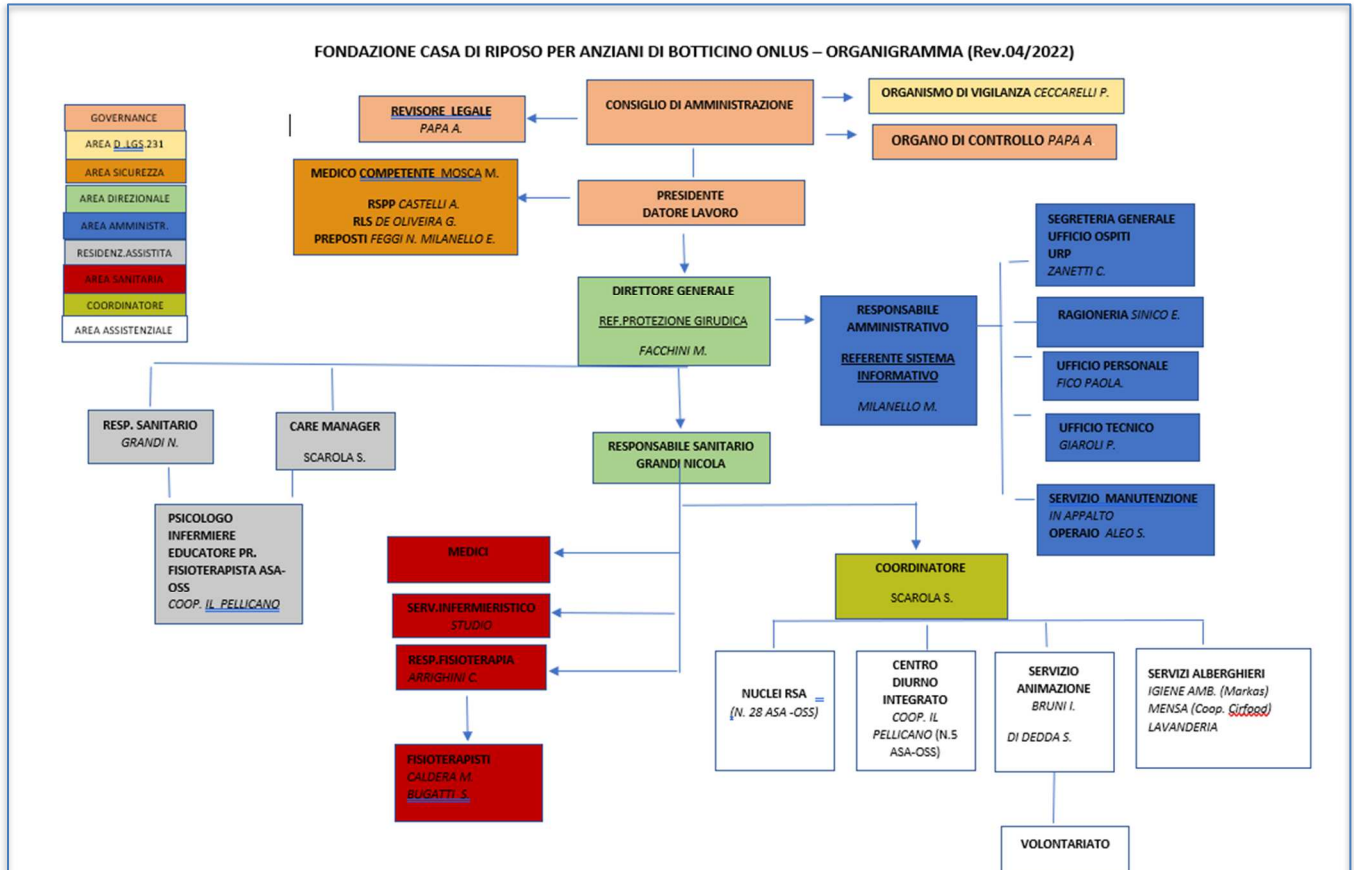 FONDAZIONE CASA DI RIPOSO PER ANZIANI DI BOTTICINO ONLUS – ORGANIGRAMMA (Rev.04/2022)
GOVERNANCE
AREA D .LGS.231
AREA SICUREZZA
AREA DIREZIONALE
AREA AMMINISTR.
RESIDENZ.ASSISTITA
AREA SANITARIA
COORDINATORE
AREA ASSISTENZIALE
REVISORE LEGALE
PAPA A.
CONSIGLIO DI AMMINISTRAZIONE
ORGANISMO DI VIGILANZA CECCARELLI P.
ORGANO DI CONTROLLO PAPA A
MEDICO COMPETENTE MOSCA M.
RSPP CASTELLI A.
RLS DE OLIVEIRA G.
PREPOSTI FEGGI N. MILANELLO E.
PRESIDENTE
DATORE LAVORO
DIRETTORE GENERALE
REF.PROTEZIONE GIRUDICA
FACCHINI M.
RESPONSABILE
AMMINISTRATIVO
REFERENTE SISTEMA
INFORMATIVO
MILANELLO M.
SEGRETERIA GENERALE
UFFICIO OSPITI
URP
ZANETTI C.
RAGIONERIA SINICO E.
UFFICIO PERSONALE
FICO PAOLA.
UFFICIO TECNICO
GIAROLI P.
SERVIZIO MANUTENZIONE
IN APPALTO
OPERAIO ALEO S.
RESP. SANITARIO
GRANDI N.
CARE MANAGER
SCAROLA S.
PSICOLOGO
INFERMIERE
EDUCATORE PR.
FISIOTERAPISTA ASA-
OSS
COOP. IL PELLICANO
RESPONSABILE SANITARIO
GRANDI NICOLA
MEDICI
SERV.INFERMIERISTICO
STUDIO
RESP.FISIOTERAPIA
ARRIGHINI C.
FISIOTERAPISTI
CALDERA M.
BUGATTI S.
COORDINATORE
SCAROLA S.
NUCLEI RSA
(N. 28 ASA -OSS)
CENTRO
DIURNO
INTEGRATO
COOP. IL
PELLICANO (N.5
ASA-OSS)
SERVIZIO
ANIMAZIONE
BRUNI I.
DI DEDDA S.
SERVIZI ALBERGHIERI
IGIENE AMB. (Markas)
MENSA (Coop. Cirfood)
LAVANDERIA
VOLONTARIATO